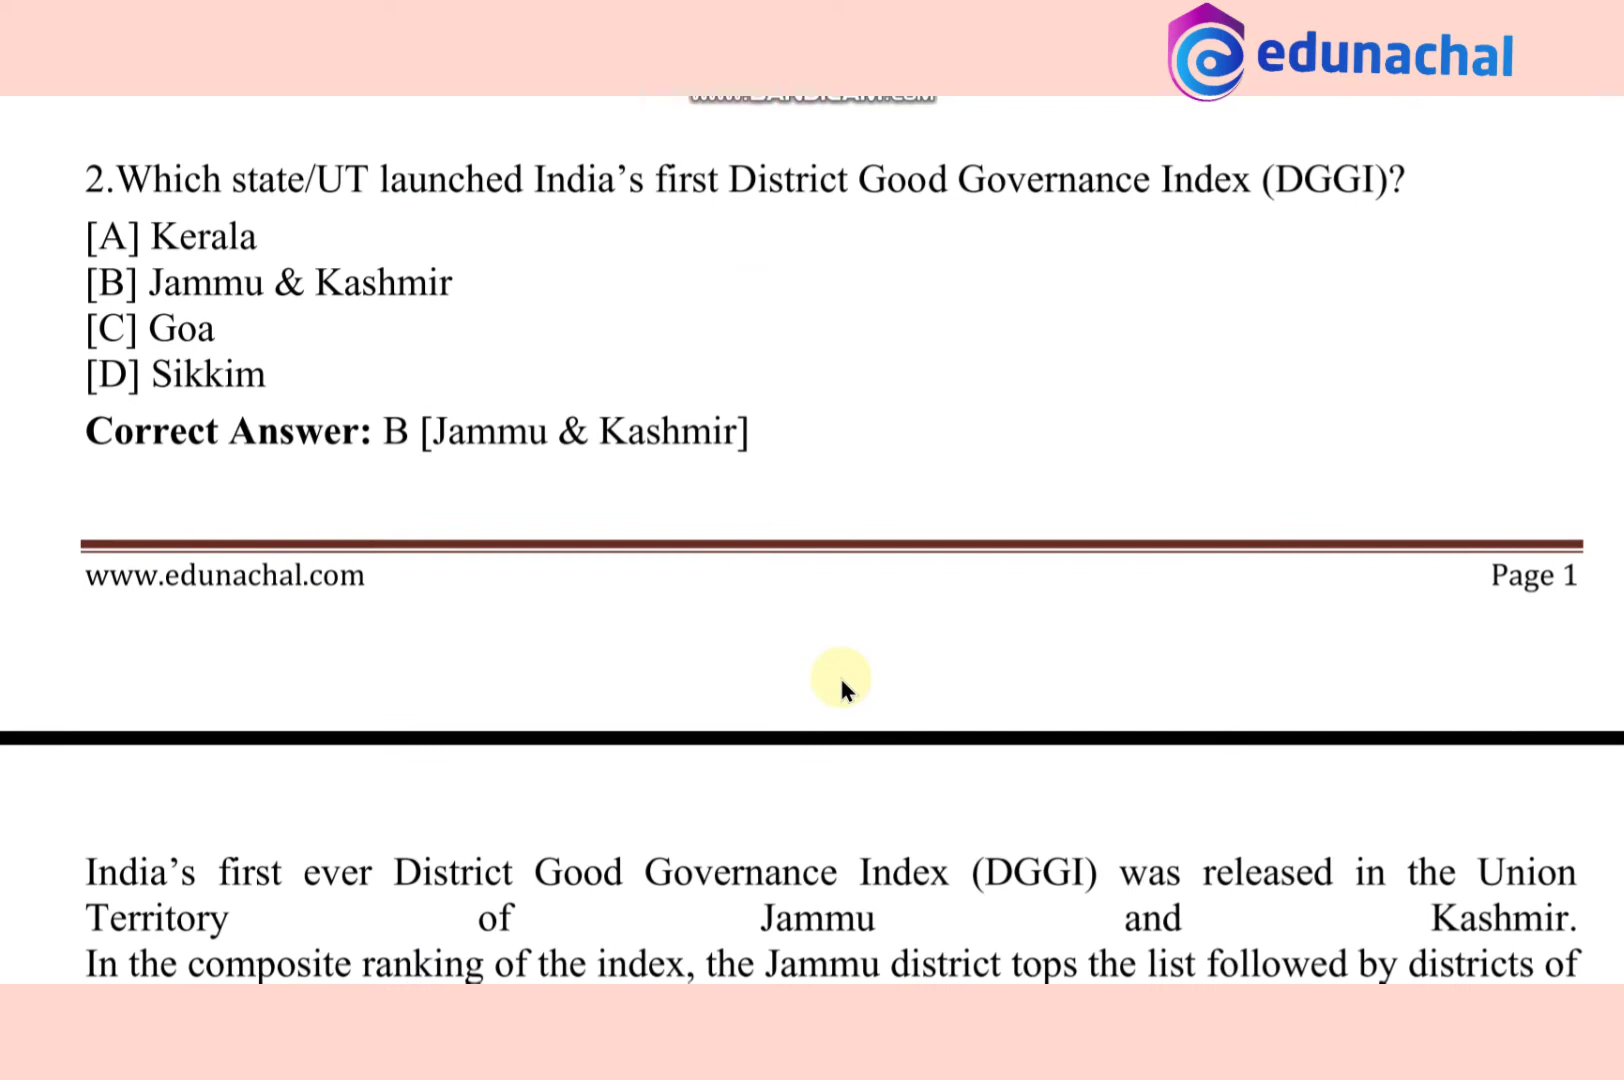 edunachal
2.Which state/UT launched India’s first District Good Governance Index (DGGI)?
[A] Kerala
[B] Jammu & Kashmir
[C] Goa
[D] Sikkim
Correct Answer: B [Jammu & Kashmir]
www.edunachal.com Page 1
India’s first ever District Good Governance Index (DGGI) was released in the Union
Territory of Jammu and Kashmir.
In the composite ranking of the index, the Jammu district tops the list followed by districts of